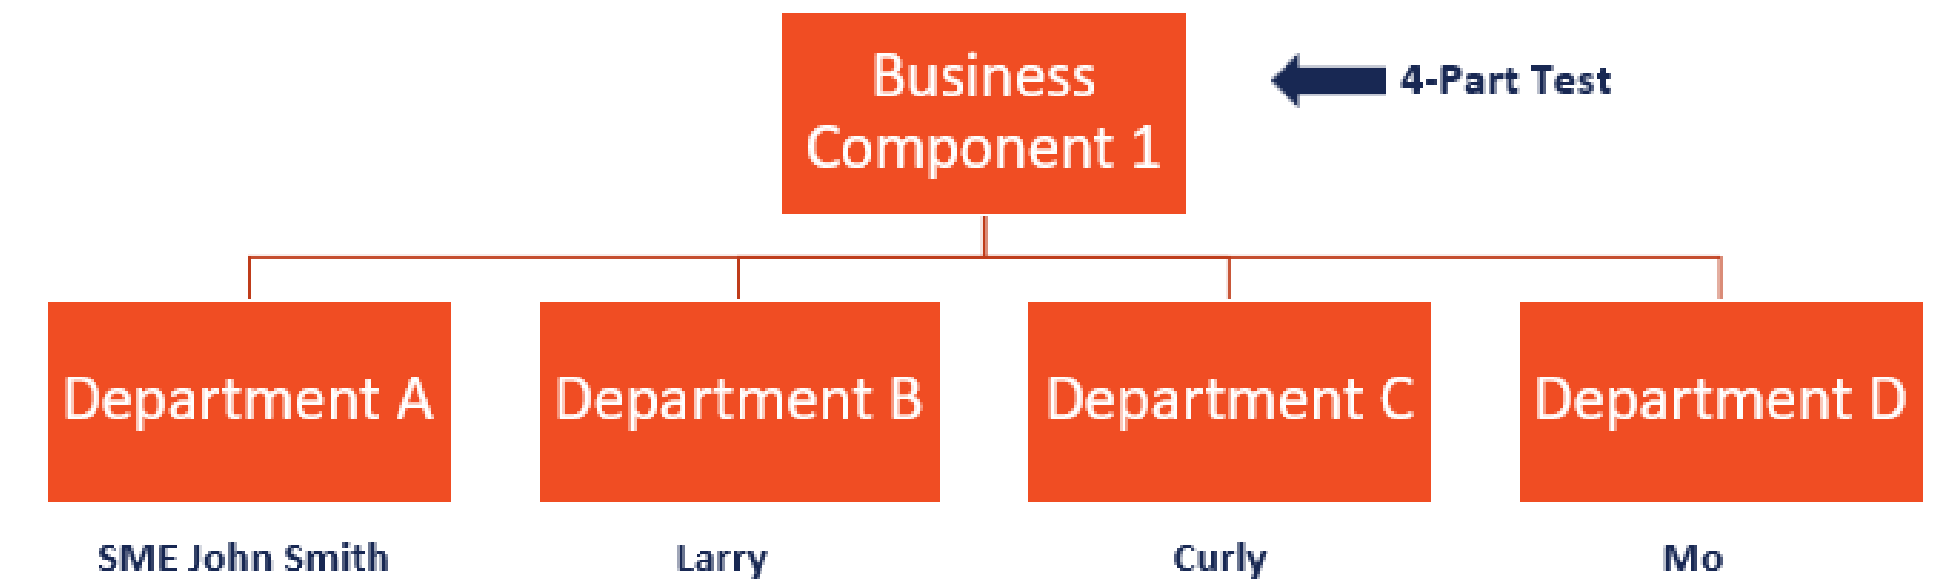 Business
Component 1
4-Part Test
Department A
Department B
Department C
Department D
SME John Smith
Larry
Curly
Mo